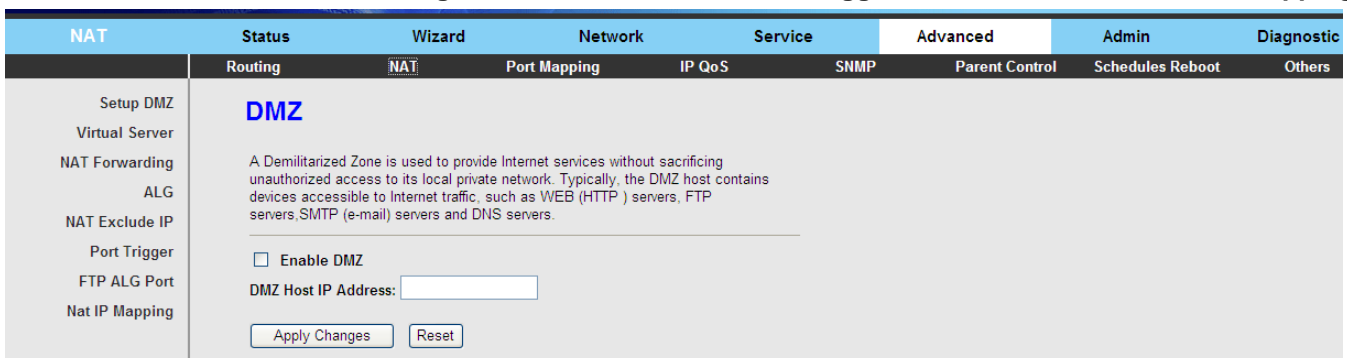 NAT Status Wizard Network Service Advanced Admin Diagnostic
Routing NAT Port Mapping IP QoS SNMP Parent Control Schedules Reboot Others
Setup DMZ
Virtual Server
NAT Forwarding
ALG
NAT Exclude IP
Port Trigger
FTP ALG Port
Nat IP Mapping
DMZ
A Demilitarized Zone is used to provide Internet services without sacrificing
unauthorized access to its local private network. Typically, the DMZ host contains
devices accessible to Internet traffic, such as WEB (HTTP ) servers, FTP
servers,SMTP (e-mail) servers and DNS servers.
Enable DMZ
DMZ Host IP Address:
Apply Changes Reset